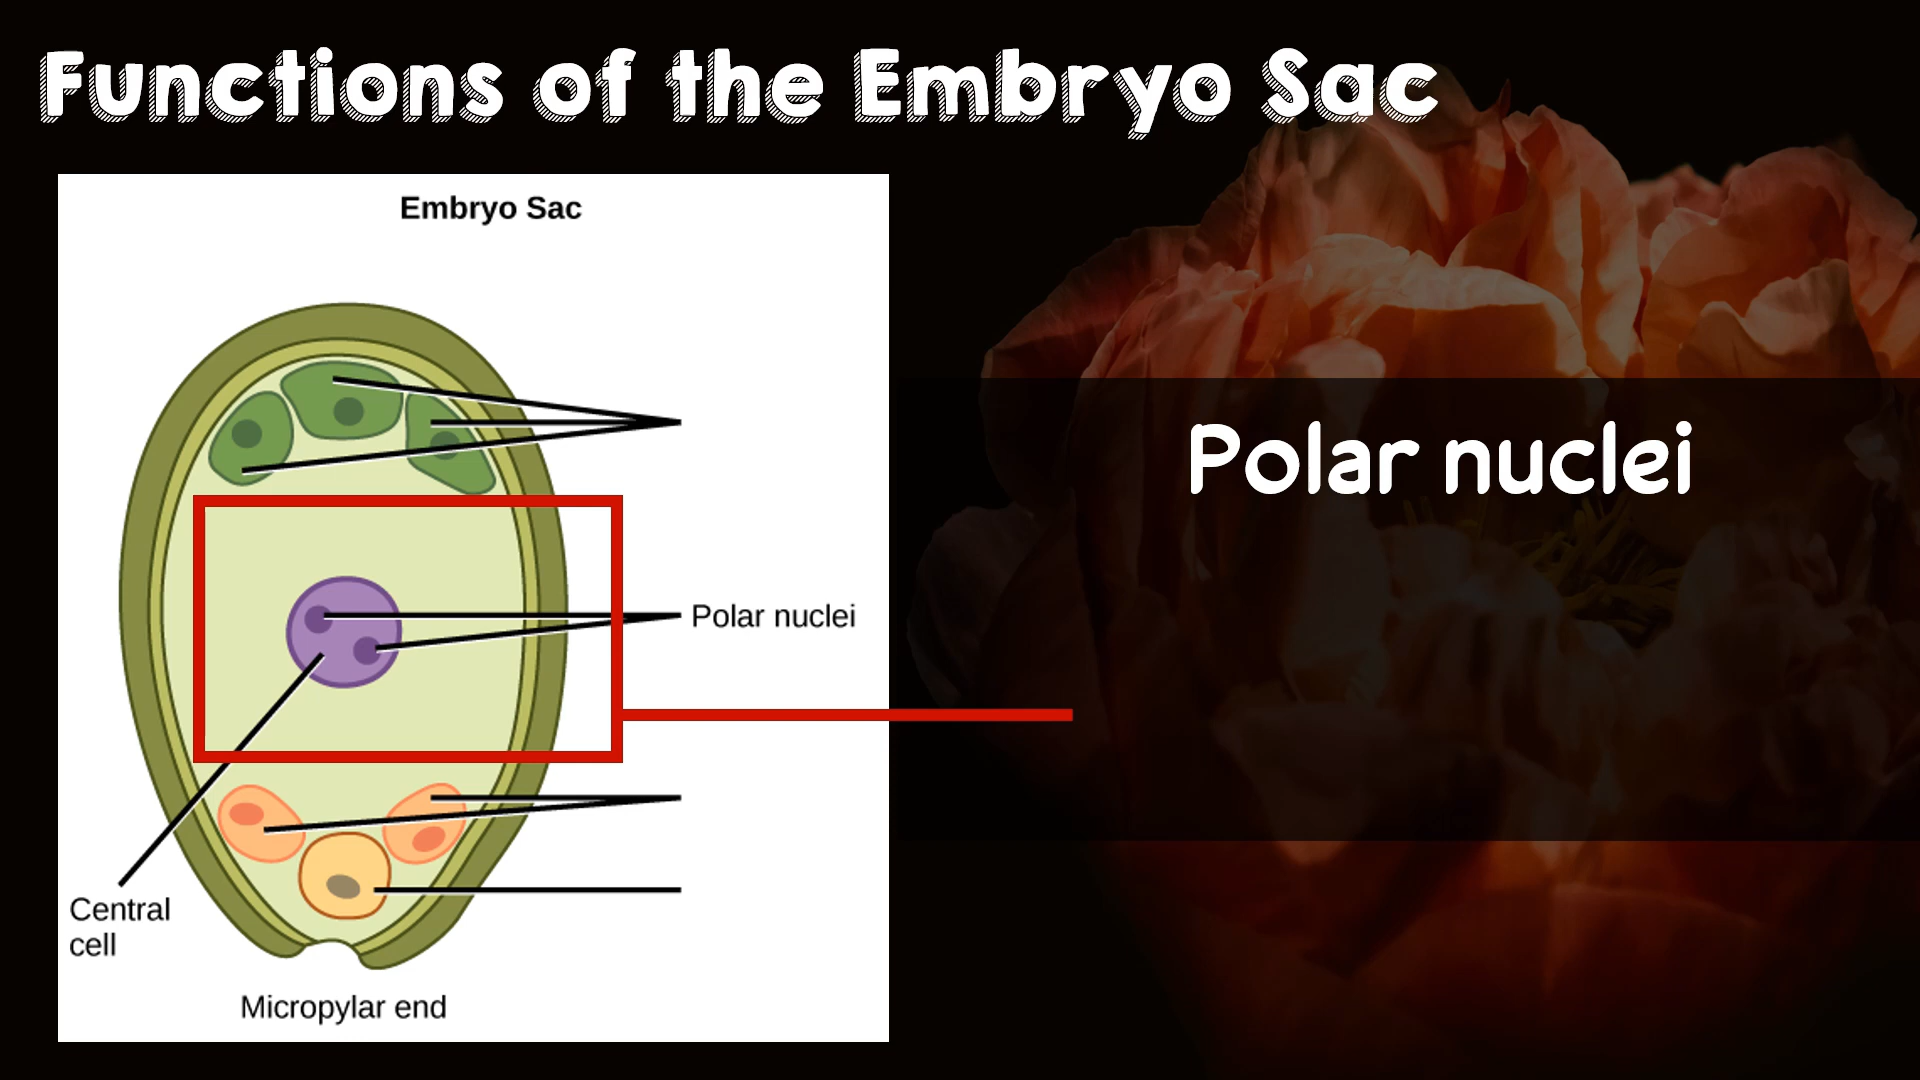 Functions of the Embryo Sac
Embryo Sac
Polar nuclei
Polar nuclei
Central
cell
Micropylar end